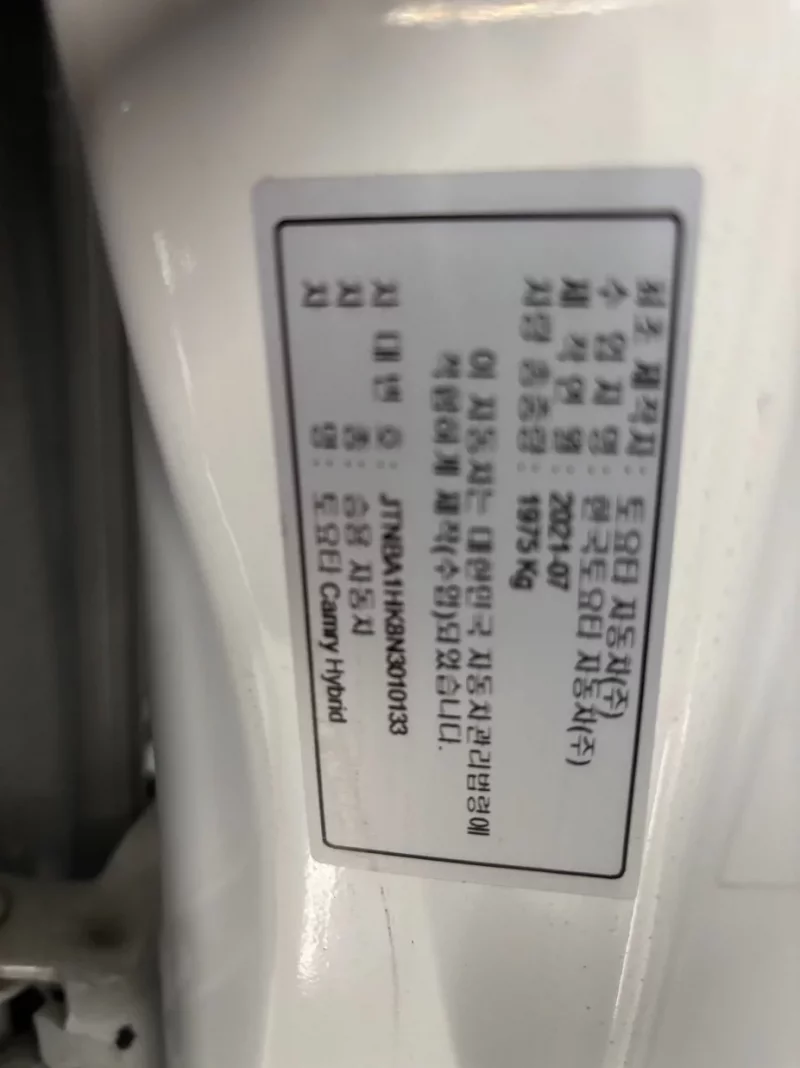 최초 제작자 : 토요타 자동차(주)
수 입 자 명 : 한국토요타 자동차(주)
제 작 연 월 : 2021-07
차량 총중량 : 1975 Kg
이 자동차는 대한민국 자동차관리법령에
적합하게 제작(수입)되었습니다.
차 대 번 호 : JTNBA1HK8N3010133
차 종 : 승용 자동차
차 명 : 토요타 Camry Hybrid